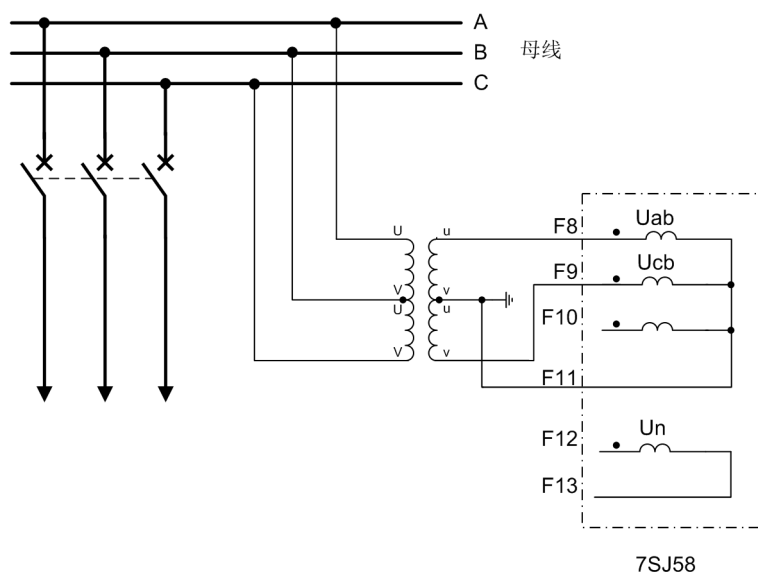 A
B 母线
C
U u
F8 Uab
V v
F9 Ucb
U u
F10
V v
F11
F12 Un
F13
7SJ58